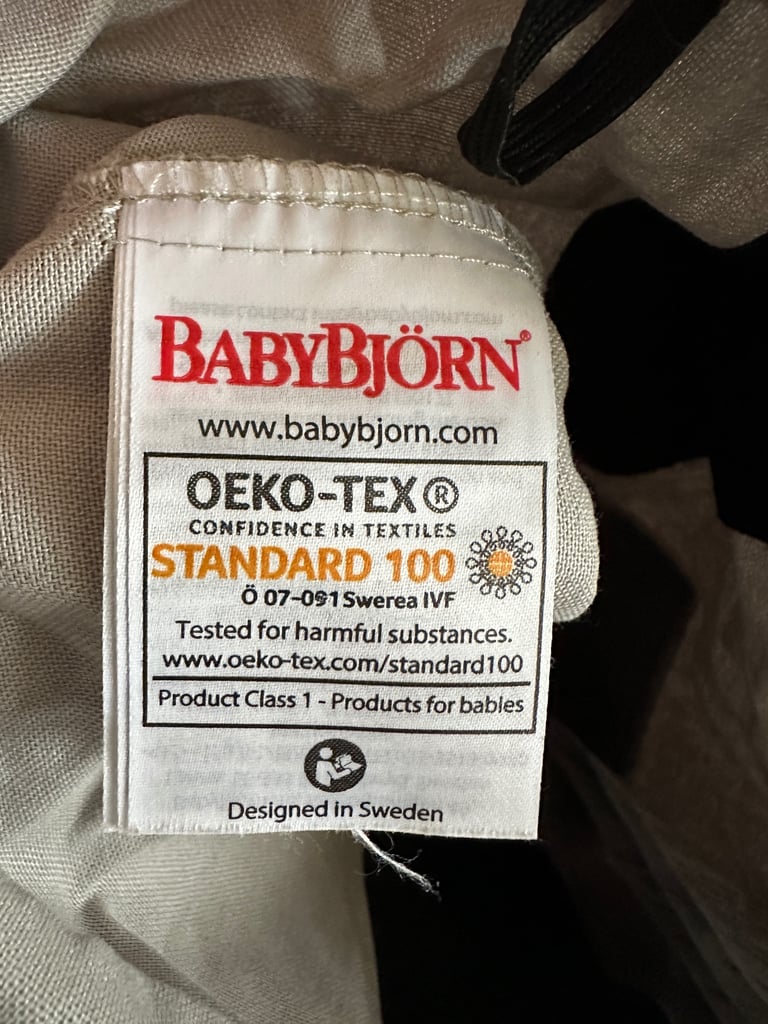 BABYBJÖRN®
www.babybjorn.com
OEKO-TEX®
CONFIDENCE IN TEXTILES
STANDARD 100
Ö 07-091 Swerea IVF
Tested for harmful substances.
www.oeko-tex.com/standard100
Product Class 1 - Products for babies
Designed in Sweden